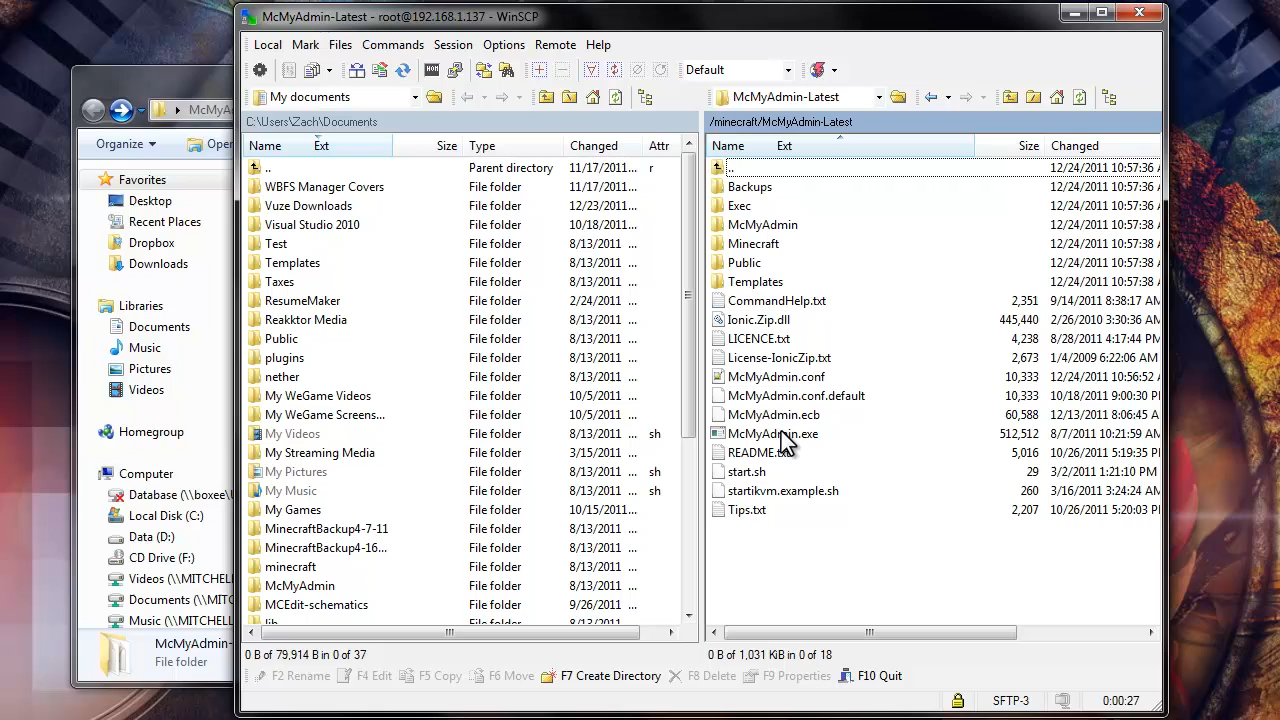 McMyAdmin-Latest - root@192.168.1.137 - WinSCP
Local Mark Files Commands Session Options Remote Help
Default
My documents
McMyAdmin-Latest
C:\Users\Zach\Documents
/minecraft/McMyAdmin-Latest
Name Ext Size Type Changed Attr
Name Ext Size Changed
.. Parent directory 11/17/2011... r
WBFS Manager Covers File folder 11/17/2011...
Vuze Downloads File folder 12/23/2011...
Visual Studio 2010 File folder 10/18/2011...
Test File folder 8/13/2011 ...
Templates File folder 8/13/2011 ...
Taxes File folder 8/13/2011 ...
ResumeMaker File folder 2/24/2011 ...
Reakktor Media File folder 8/13/2011 ...
Public File folder 8/13/2011 ...
plugins File folder 8/13/2011 ...
nether File folder 8/13/2011 ...
My WeGame Videos File folder 10/5/2011 ...
My WeGame Screens... File folder 10/5/2011 ...
My Videos File folder 8/13/2011 ... sh
My Streaming Media File folder 3/15/2011 ...
My Pictures File folder 8/13/2011 ... sh
My Music File folder 8/13/2011 ... sh
My Games File folder 10/15/2011...
MinecraftBackup4-7-11 File folder 8/13/2011 ...
MinecraftBackup4-16... File folder 8/13/2011 ...
minecraft File folder 8/13/2011 ...
McMyAdmin File folder 8/13/2011 ...
MCEdit-schematics File folder 9/26/2011 ...
lib File folder 8/13/2011 ...
.. 12/24/2011 10:57:36 A
Backups 12/24/2011 10:57:36 A
Exec 12/24/2011 10:57:36 A
McMyAdmin 12/24/2011 10:57:38 A
Minecraft 12/24/2011 10:57:38 A
Public 12/24/2011 10:57:38 A
Templates 12/24/2011 10:57:38 A
CommandHelp.txt 2,351 9/14/2011 8:38:17 AM
Ionic.Zip.dll 445,440 2/26/2010 3:30:36 AM
LICENCE.txt 4,238 8/28/2011 4:17:44 PM
License-IonicZip.txt 2,673 1/4/2009 6:22:06 AM
McMyAdmin.conf 10,333 12/24/2011 10:56:52 A
McMyAdmin.conf.default 10,333 10/18/2011 9:00:30 P
McMyAdmin.ecb 60,588 12/13/2011 8:06:45 A
McMyAdmin.exe 512,512 8/7/2011 10:21:59 AM
README.txt 5,016 10/26/2011 5:19:35 P
start.sh 29 3/2/2011 1:21:10 PM
startikvm.example.sh 260 3/16/2011 3:24:24 AM
Tips.txt 2,207 10/26/2011 5:20:03 P
0 B of 79,914 B in 0 of 37
0 B of 1,031 KiB in 0 of 18
F2 Rename F4 Edit F5 Copy F6 Move F7 Create Directory F8 Delete F9 Properties F10 Quit
SFTP-3 0:00:27
McMyA
Organize Open
Favorites
Desktop
Recent Places
Dropbox
Downloads
Libraries
Documents
Music
Pictures
Videos
Homegroup
Computer
Database (\\boxee
Local Disk (C:)
Data (D:)
CD Drive (F:)
Videos (\\MITCHELL
Documents (\\MITC
Music (\\MITCHELL
McMyAdmin-
File folder